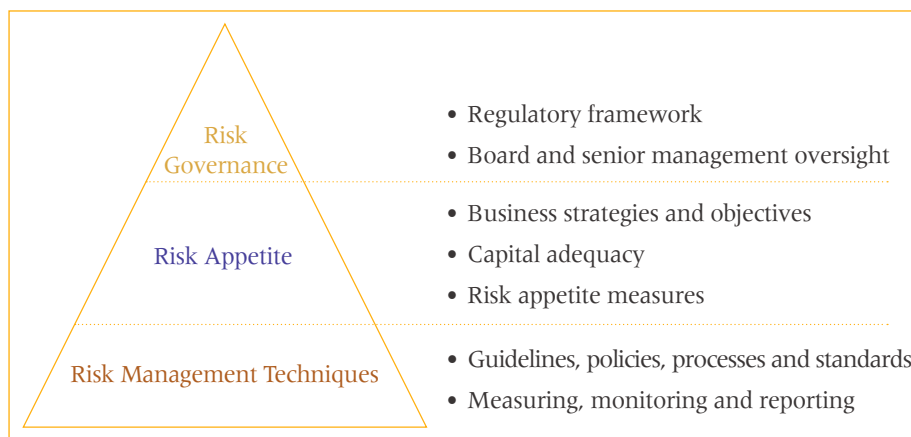 Risk
Governance
• Regulatory framework
• Board and senior management oversight
Risk Appetite
• Business strategies and objectives
• Capital adequacy
• Risk appetite measures
Risk Management Techniques
• Guidelines, policies, processes and standards
• Measuring, monitoring and reporting